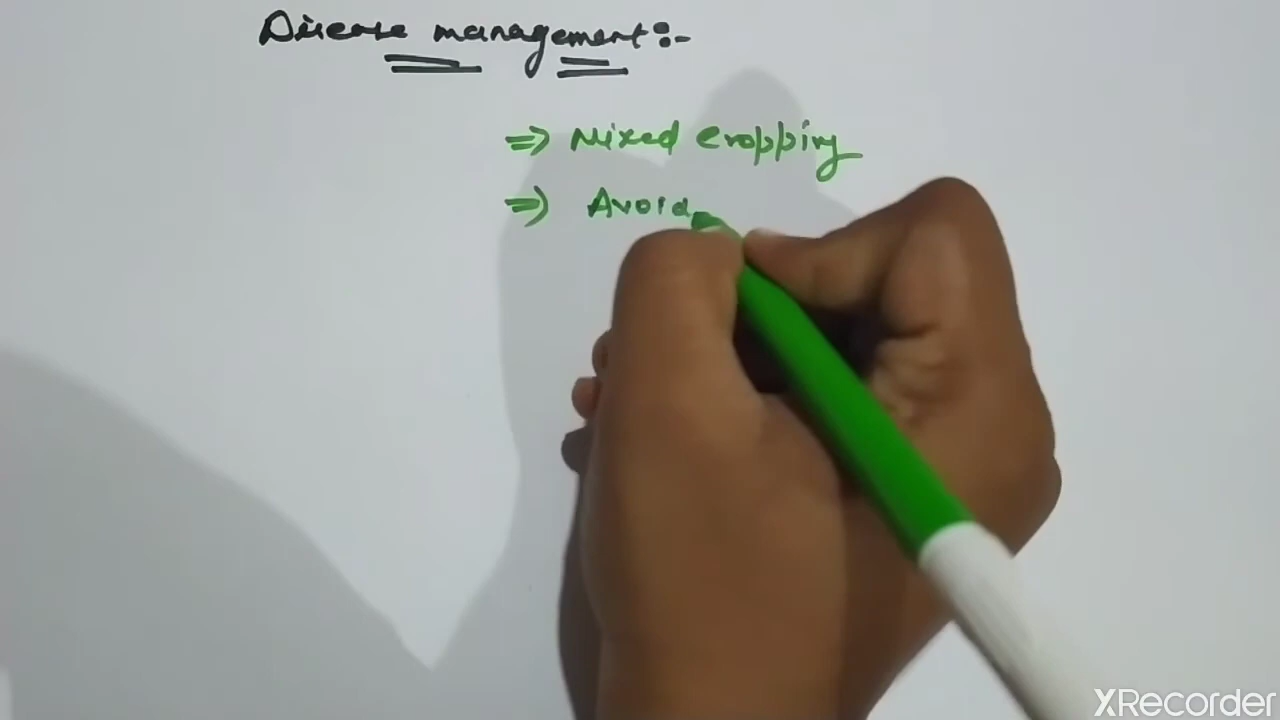 Disease management:-
⇒ Mixed cropping
⇒ Avoid
XRecorder